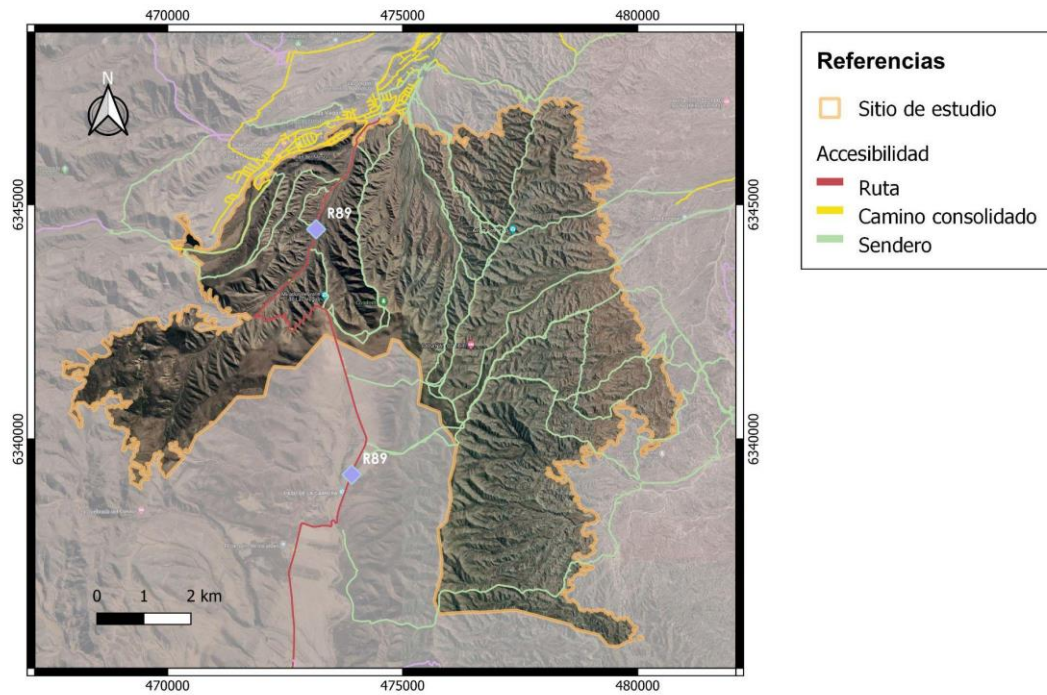 470000 475000 480000
N
R89
6345000 6345000
6340000 6340000
R89
0 1 2 km
470000 475000 480000
Referencias
Sitio de estudio
Accesibilidad
Ruta
Camino consolidado
Sendero